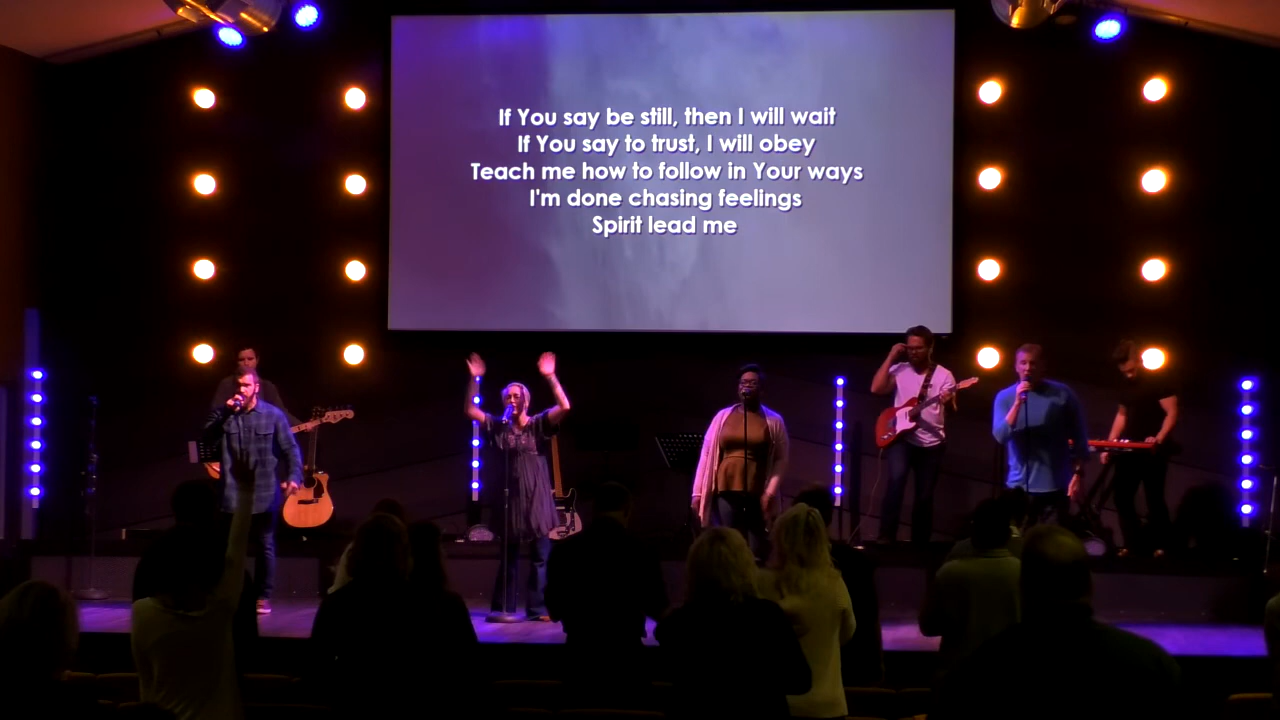 If You say be still, then I will wait
If You say to trust, I will obey
Teach me how to follow in Your ways
I'm done chasing feelings
Spirit lead me